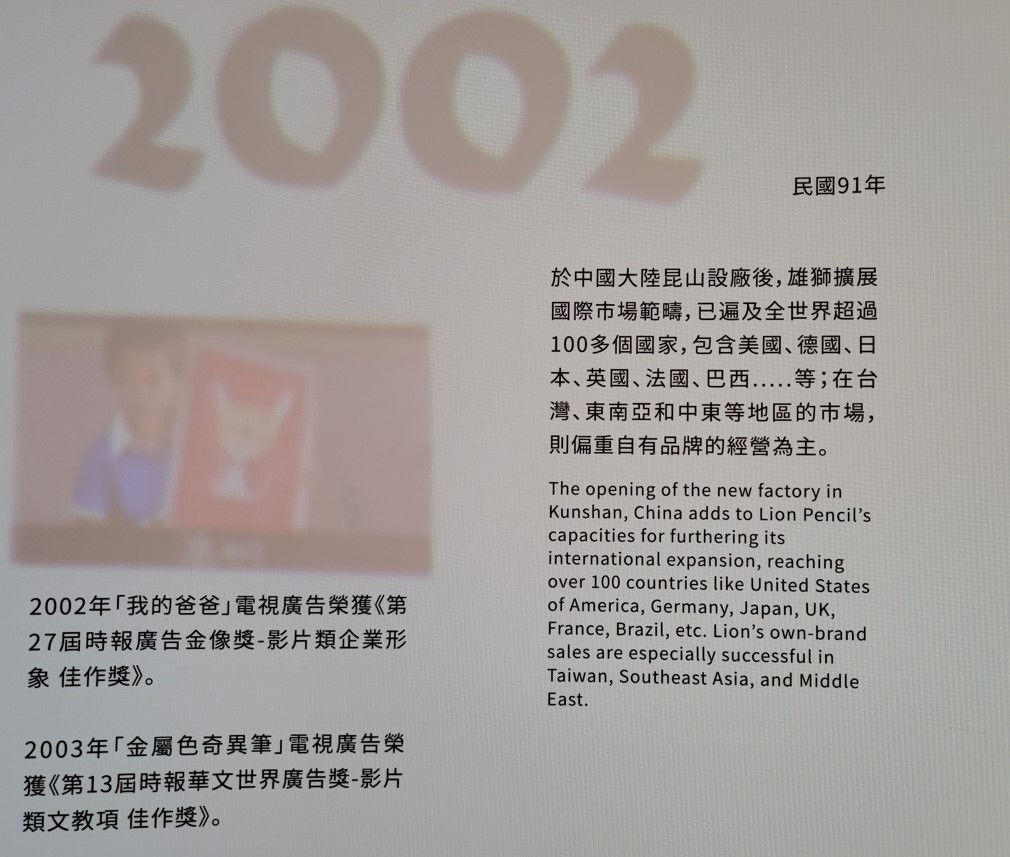 2002
民國91年
於中國大陸昆山設廠後，雄獅擴展
國際市場範疇，已遍及全世界超過
100多個國家，包含美國、德國、日
本、英國、法國、巴西.....等；在台
灣、東南亞和中東等地區的市場，
則偏重自有品牌的經營為主。
The opening of the new factory in
Kunshan, China adds to Lion Pencil’s
capacities for furthering its
international expansion, reaching
over 100 countries like United States
of America, Germany, Japan, UK,
France, Brazil, etc. Lion’s own-brand
sales are especially successful in
Taiwan, Southeast Asia, and Middle
East.
2002年「我的爸爸」電視廣告榮獲《第
27屆時報廣告金像獎-影片類企業形
象 佳作獎》。
2003年「金屬色奇異筆」電視廣告榮
獲《第13屆時報華文世界廣告獎-影片
類文教項 佳作獎》。